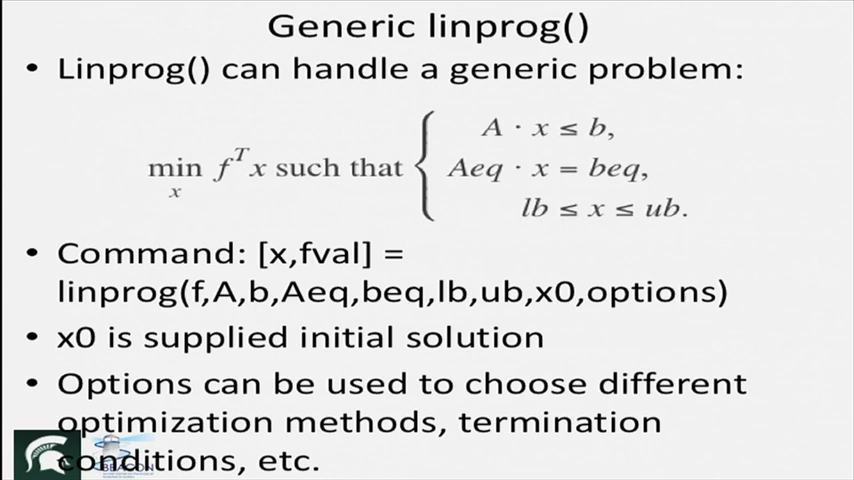 Generic linprog()
• Linprog() can handle a generic problem:
min f^T x such that { A · x ≤ b,
x
Aeq · x = beq,
lb ≤ x ≤ ub.
• Command: [x,fval] =
linprog(f,A,b,Aeq,beq,lb,ub,x0,options)
• x0 is supplied initial solution
• Options can be used to choose different
optimization methods, termination
conditions, etc.
BEACON